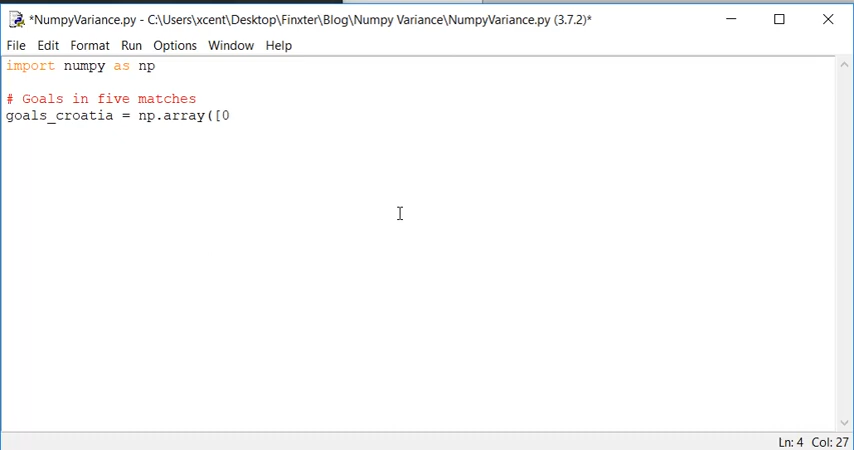 *NumpyVariance.py - C:\Users\xcent\Desktop\Finxter\Blog\Numpy Variance\NumpyVariance.py (3.7.2)*
File Edit Format Run Options Window Help
import numpy as np
# Goals in five matches
goals_croatia = np.array([0
Ln: 4 Col: 27